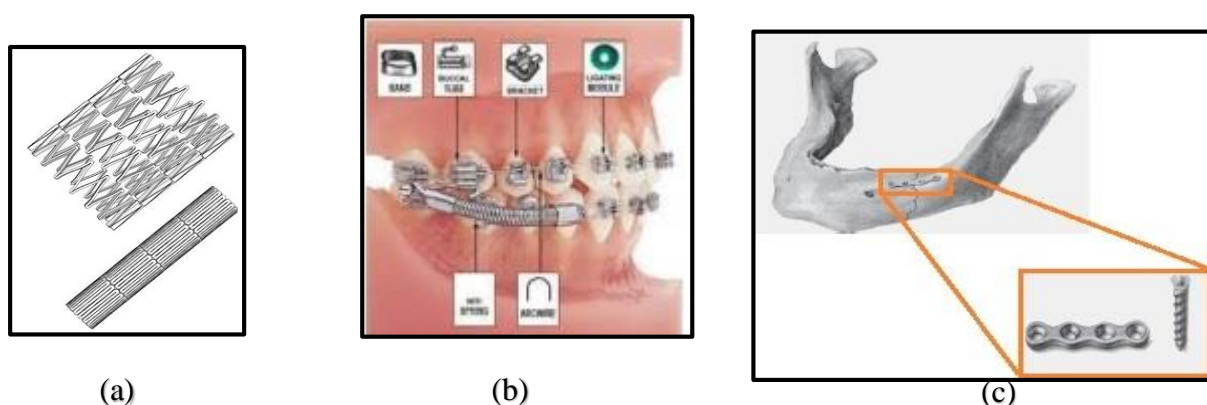 BAND
BUCCAL
TUBE
BRACKET
LIGATING
MODULE
SPRING
ARCHWIRE
(a)
(b)
(c)